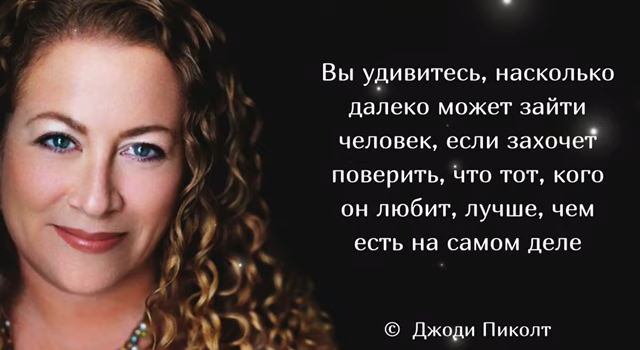 Вы удивитесь, насколько
далеко может зайти
человек, если захочет
поверить, что тот, кого
он любит, лучше, чем
есть на самом деле
© Джоди Пиколт